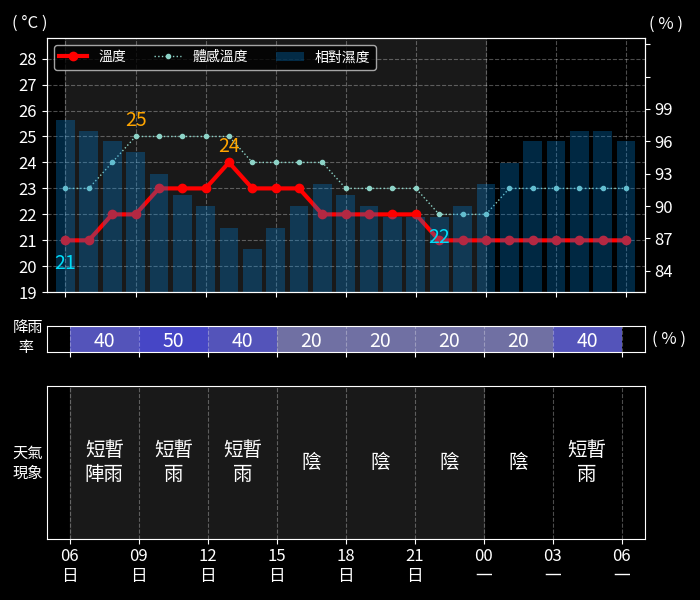 ( °C )
( % )
溫度 體感溫度 相對濕度
28
27
26
25
24
23
22
21
20
19
99
96
93
90
87
84
25
24
21
22
降雨
率
40 50 40 20 20 20 20 40
( % )
天氣
現象
短暫
陣雨
短暫
雨
短暫
雨
陰
陰
陰
陰
短暫
雨
06 09 12 15 18 21 00 03 06
日 日 日 日 日 日 一 一 一